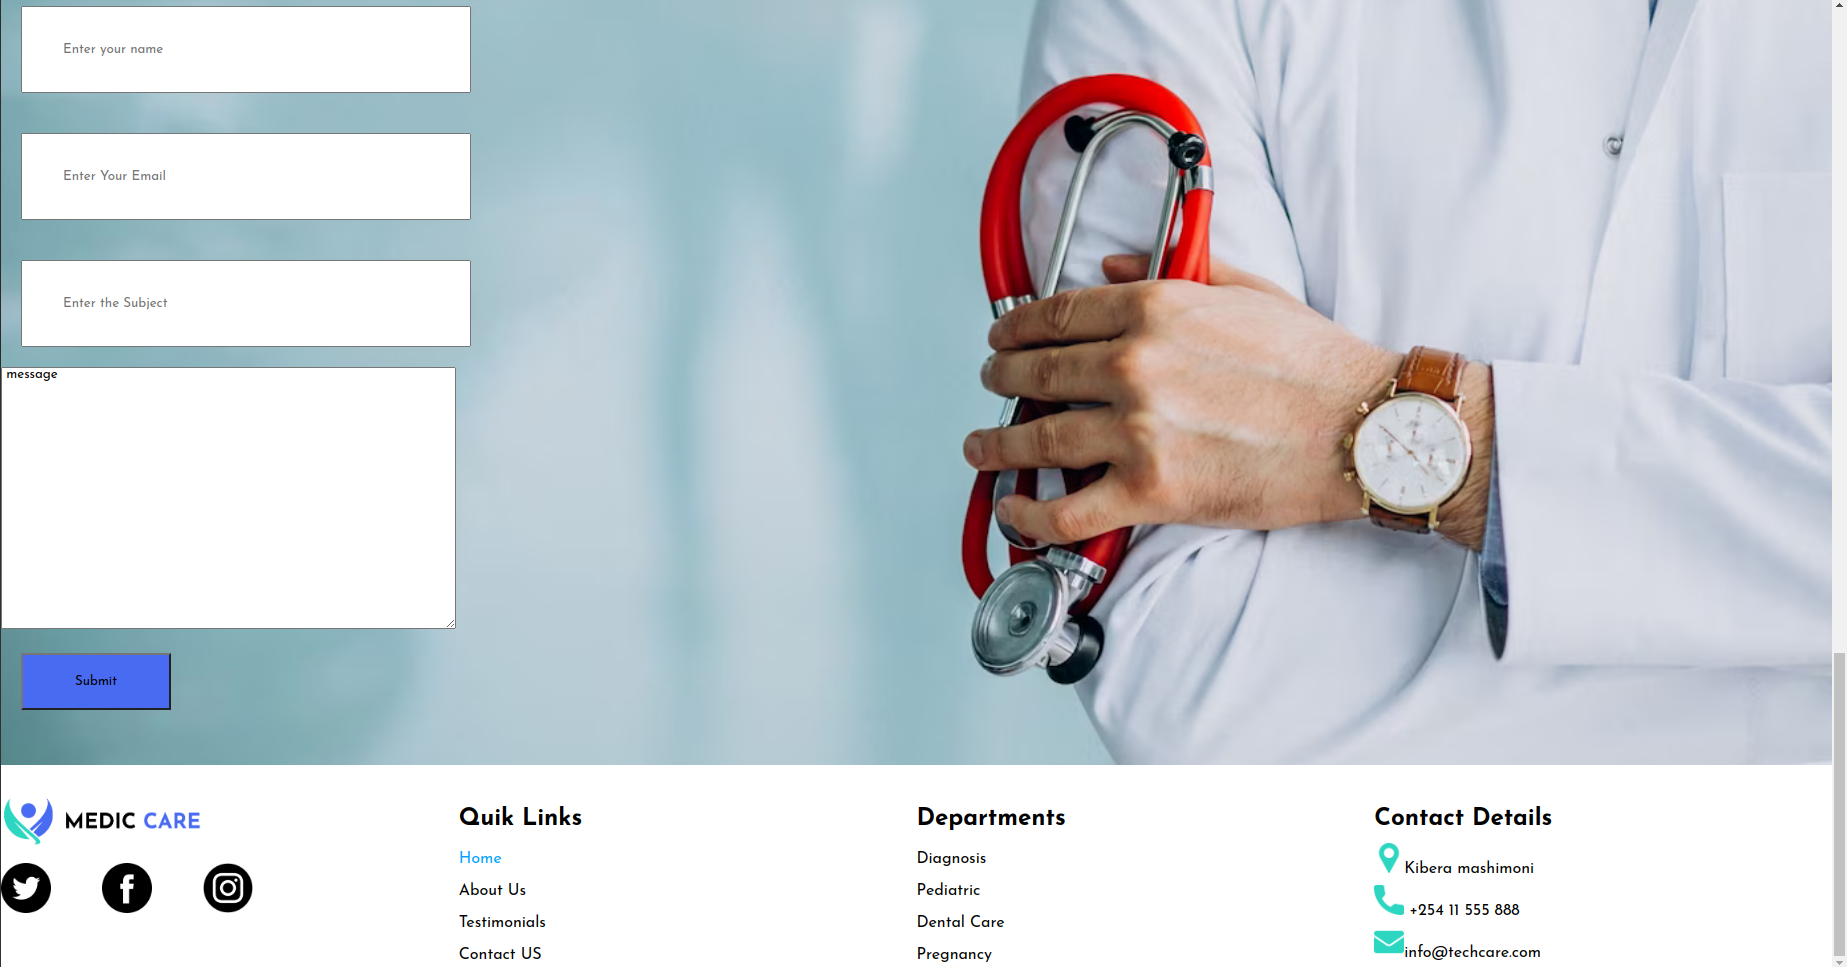 Enter your name
Enter Your Email
Enter the Subject
message
Submit
MEDIC CARE
Quik Links
Home
About Us
Testimonials
Contact US
Departments
Diagnosis
Pediatric
Dental Care
Pregnancy
Contact Details
Kibera mashimoni
+254 11 555 888
info@techcare.com